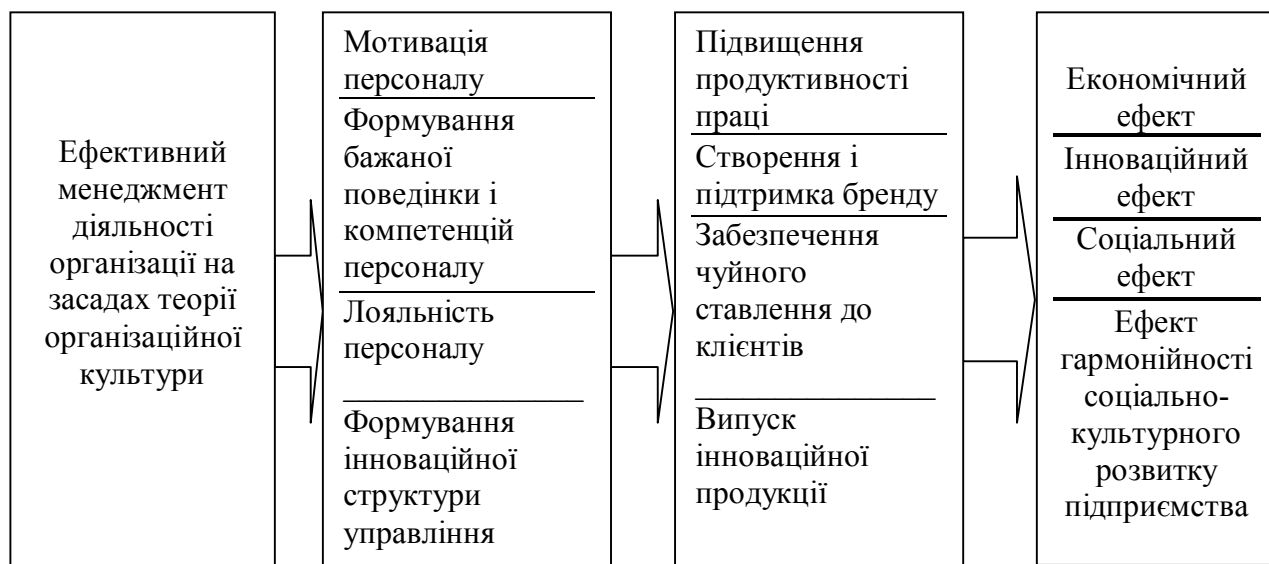 Ефективний
менеджмент
діяльності
організації на
засадах теорії
організаційної
культури
Мотивація
персоналу
Формування
бажаної
поведінки і
компетенцій
персоналу
Лояльність
персоналу
Формування
інноваційної
структури
управління
Підвищення
продуктивності
праці
Створення і
підтримка бренду
Забезпечення
чуйного
ставлення до
клієнтів
Випуск
інноваційної
продукції
Економічний
ефект
Інноваційний
ефект
Соціальний
ефект
Ефект
гармонійності
соціально-
культурного
розвитку
підприємства